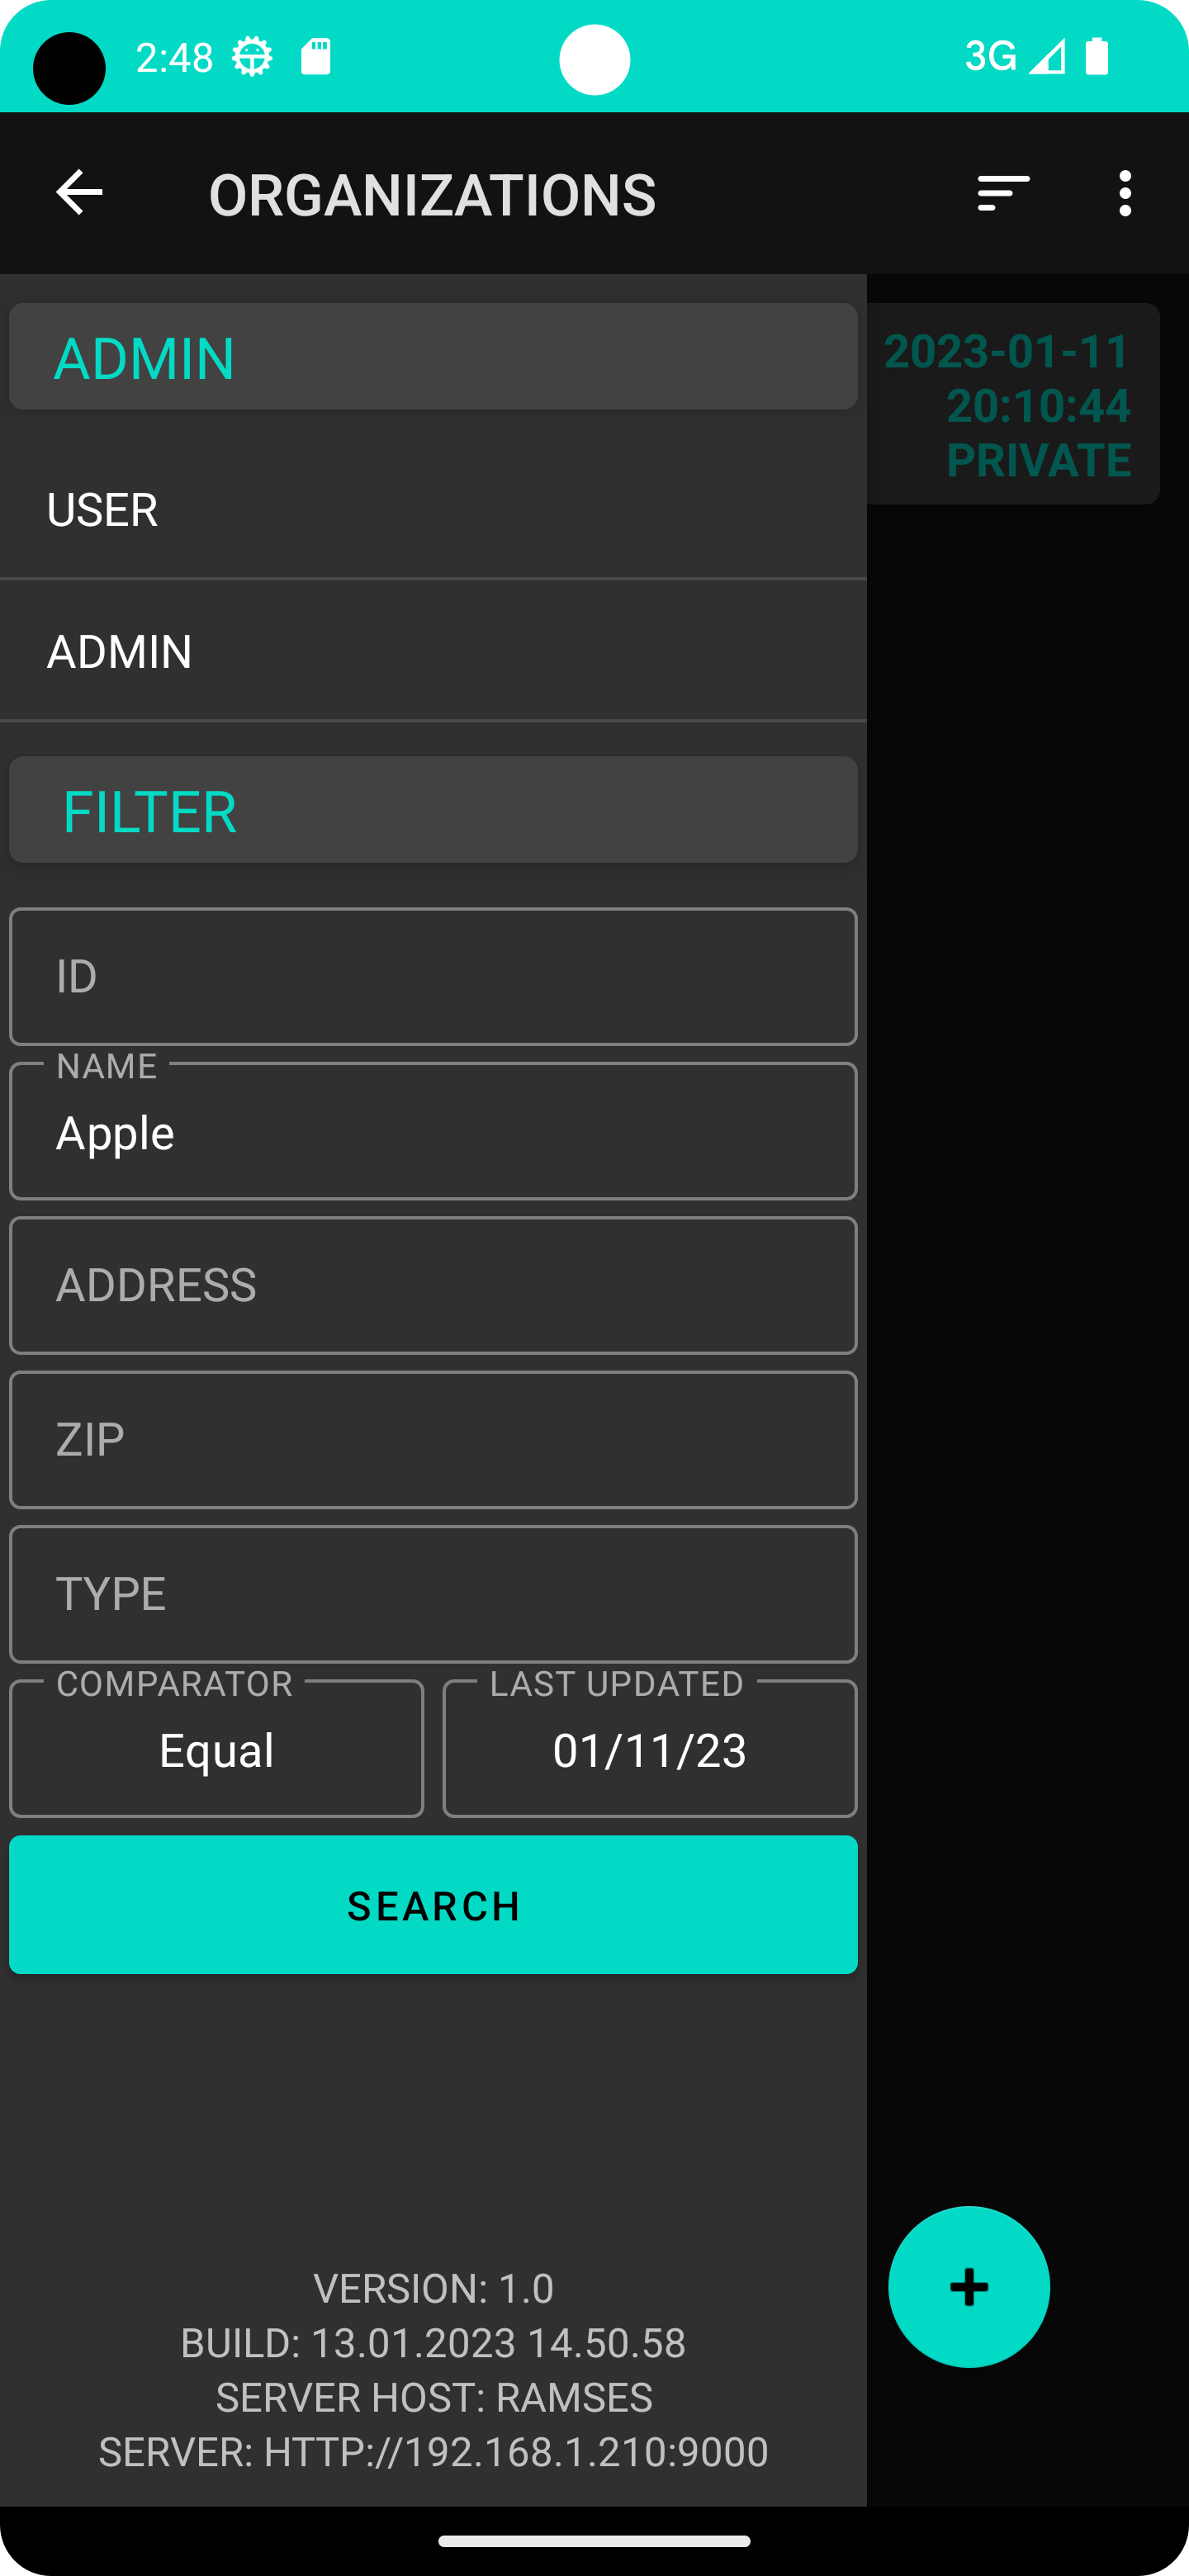 2:48
3G
ORGANIZATIONS
ADMIN
2023-01-11
20:10:44
PRIVATE
USER
ADMIN
FILTER
ID
NAME
Apple
ADDRESS
ZIP
TYPE
COMPARATOR
LAST UPDATED
Equal
01/11/23
SEARCH
VERSION: 1.0
BUILD: 13.01.2023 14.50.58
SERVER HOST: RAMSES
SERVER: HTTP://192.168.1.210:9000